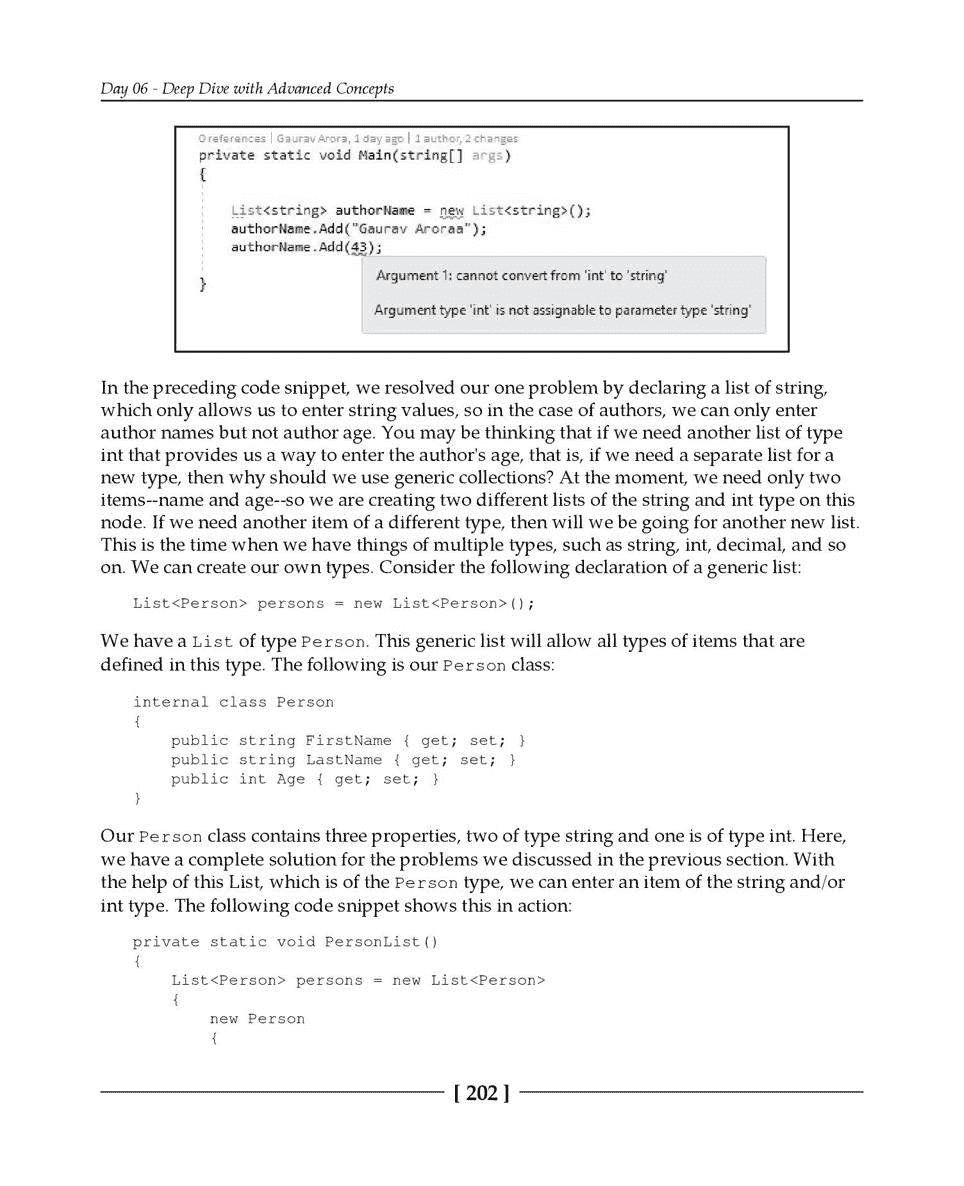 Day 06 - Deep Dive with Advanced Concepts
0 references | Gaurav Arora, 1 day ago | 1 author, 2 changes
private static void Main(string[] args)
{
List<string> authorName = new List<string>();
authorName.Add("Gaurav Aroraa");
authorName.Add(43);
Argument 1: cannot convert from 'int' to 'string'
}
Argument type 'int' is not assignable to parameter type 'string'
In the preceding code snippet, we resolved our one problem by declaring a list of string,
which only allows us to enter string values, so in the case of authors, we can only enter
author names but not author age. You may be thinking that if we need another list of type
int that provides us a way to enter the author's age, that is, if we need a separate list for a
new type, then why should we use generic collections? At the moment, we need only two
items--name and age--so we are creating two different lists of the string and int type on this
node. If we need another item of a different type, then will we be going for another new list.
This is the time when we have things of multiple types, such as string, int, decimal, and so
on. We can create our own types. Consider the following declaration of a generic list:
List<Person> persons = new List<Person>();
We have a List of type Person. This generic list will allow all types of items that are
defined in this type. The following is our Person class:
internal class Person
{
public string FirstName { get; set; }
public string LastName { get; set; }
public int Age { get; set; }
}
Our Person class contains three properties, two of type string and one is of type int. Here,
we have a complete solution for the problems we discussed in the previous section. With
the help of this List, which is of the Person type, we can enter an item of the string and/or
int type. The following code snippet shows this in action:
private static void PersonList()
{
List<Person> persons = new List<Person>
{
new Person
{
[ 202 ]